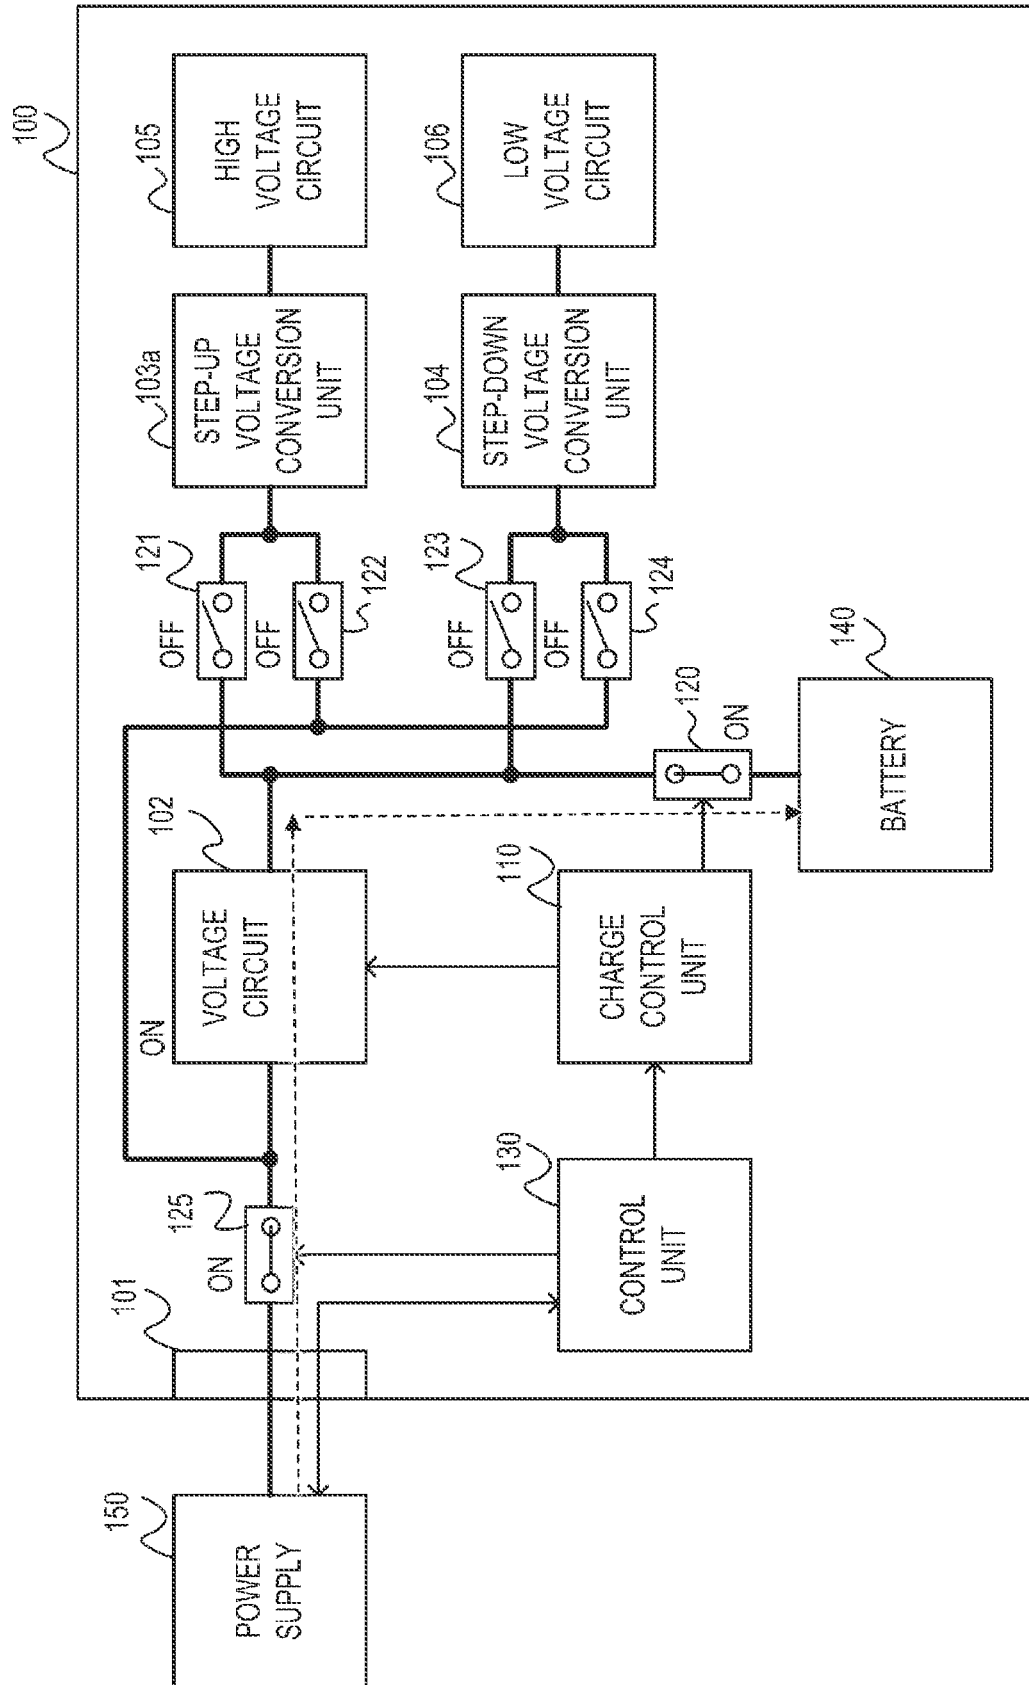 100
150
POWER
SUPPLY
101
125
ON
ON
102
VOLTAGE
CIRCUIT
121
OFF
122
OFF
103a
STEP-UP
VOLTAGE
CONVERSION
UNIT
105
HIGH
VOLTAGE
CIRCUIT
123
OFF
124
OFF
104
STEP-DOWN
VOLTAGE
CONVERSION
UNIT
106
LOW
VOLTAGE
CIRCUIT
130
CONTROL
UNIT
110
CHARGE
CONTROL
UNIT
120
ON
140
BATTERY